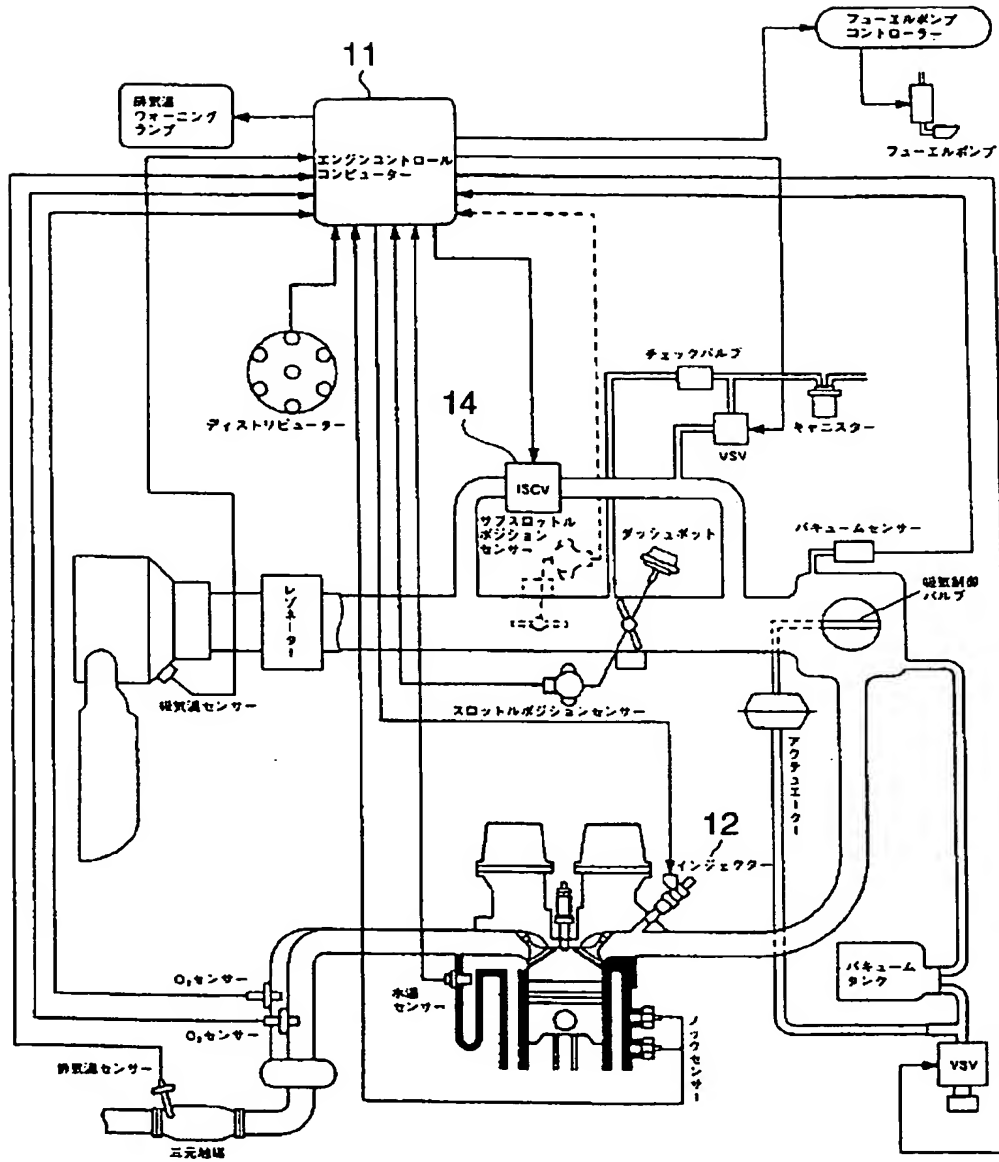 フューエルポンプ
コントローラー
11
排気温
ウォーニング
ランプ
エンジンコントロール
コンピューター
フューエルポンプ
チェックバルブ
ディストリビューター
14
VSV
キャニスター
ISCV
サブスロットル
ポジション
センサー
ダッシュポット
バキュームセンサー
吸気制御
バルブ
レゾネーター
吸気温センサー
スロットルポジションセンサー
アクチュエーター
12
インジェクター
O₂センサー
水温
センサー
バキューム
タンク
O₂センサー
ノックセンサー
排気温センサー
VSV
三元触媒